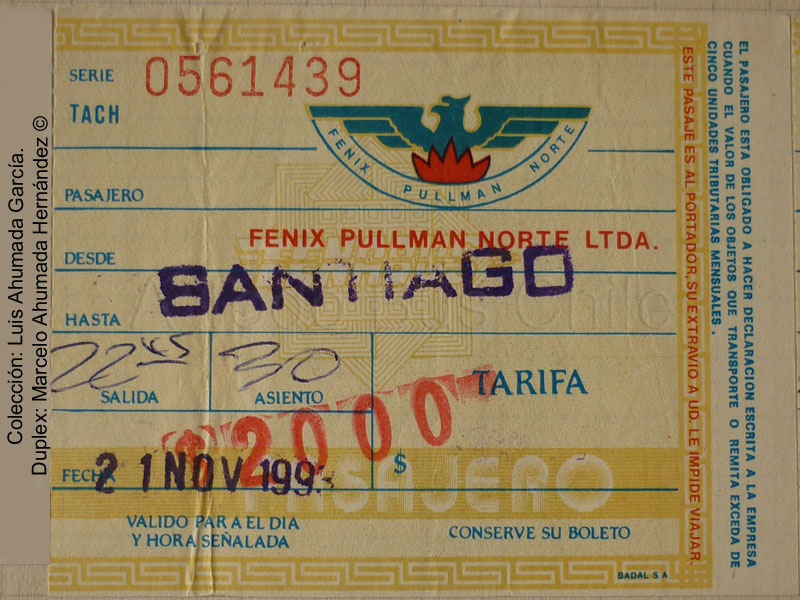 SERIE 0561439
TACH
FENIX PULLMAN NORTE
PASAJERO
FENIX PULLMAN NORTE LTDA.
DESDE
SANTIAGO
HASTA
22 45 30
SALIDA ASIENTO TARIFA
2000
$
FECHA 21 NOV 1993
PASAJERO
VALIDO PARA EL DIA
Y HORA SEÑALADA
CONSERVE SU BOLETO
BADAL S A
ESTE PASAJE ES AL PORTADOR, SU EXTRAVIO A UD. LE IMPIDE VIAJAR.
EL PASAJERO ESTA OBLIGADO A HACER DECLARACION ESCRITA A LA EMPRESA
CUANDO EL VALOR DE LOS OBJETOS QUE TRANSPORTE O REMITA EXCEDA DE
CINCO UNIDADES TRIBUTARIAS MENSUALES.
Colección: Luis Ahumada García.
Duplex: Marcelo Ahumada Hernández ©